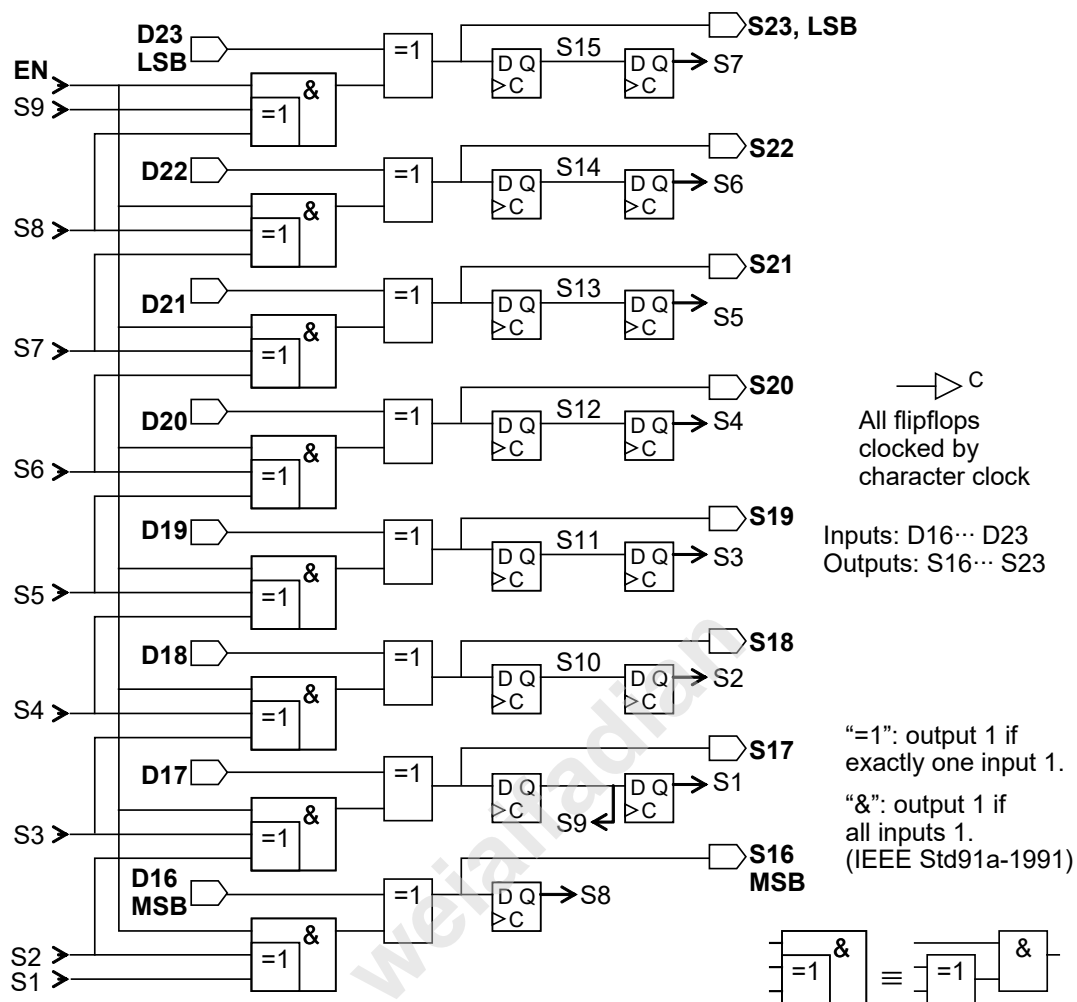 D23
LSB
=1
S23, LSB
EN
S9
&
=1
D Q
C
S15
D Q
C
S7
D22
=1
S22
S8
&
=1
D Q
C
S14
D Q
C
S6
D21
=1
S21
S7
&
=1
D Q
C
S13
D Q
C
S5
D20
=1
S20
S6
&
=1
D Q
C
S12
D Q
C
S4
C
All flipflops
clocked by
character clock
D19
=1
S19
S5
&
=1
D Q
C
S11
D Q
C
S3
Inputs: D16··· D23
Outputs: S16··· S23
D18
=1
S18
S4
&
=1
D Q
C
S10
D Q
C
S2
D17
=1
S17
S3
&
=1
D Q
C
S9
D Q
C
S1
“=1”: output 1 if
exactly one input 1.
“&”: output 1 if
all inputs 1.
(IEEE Std91a-1991)
D16
MSB
=1
S16
MSB
S2
S1
&
=1
D Q
C
S8
&
=1
≡
=1
&
weialfadian